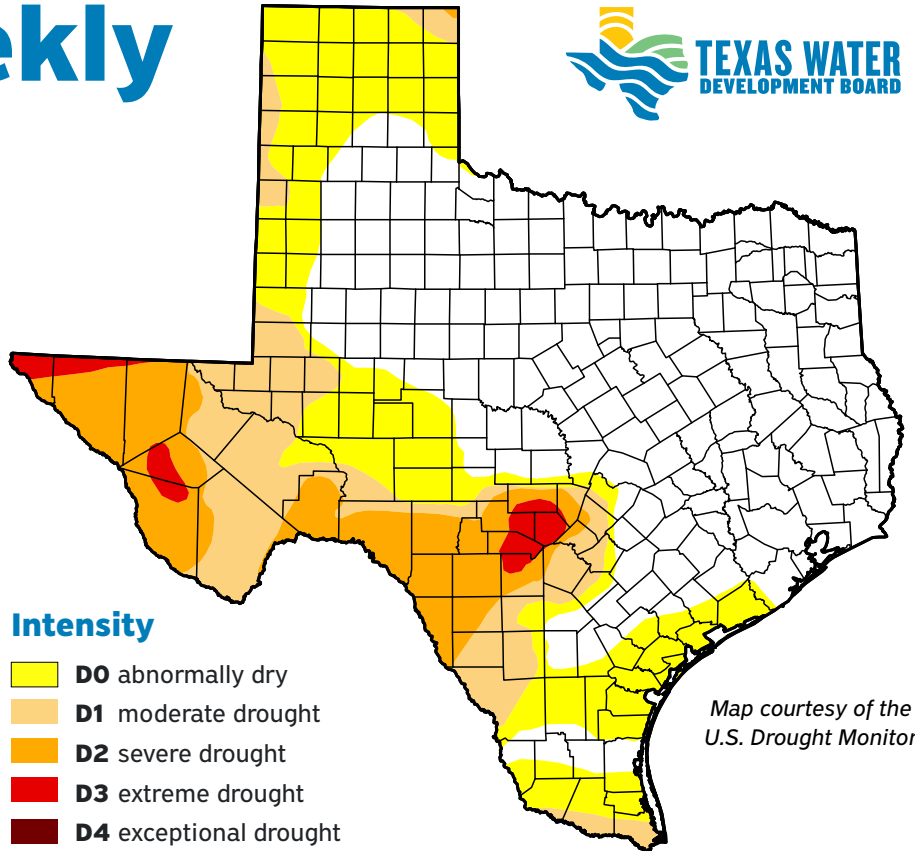 ekly
TEXAS WATER
DEVELOPMENT BOARD
Intensity
D0 abnormally dry
D1 moderate drought
D2 severe drought
D3 extreme drought
D4 exceptional drought
Map courtesy of the
U.S. Drought Monitor